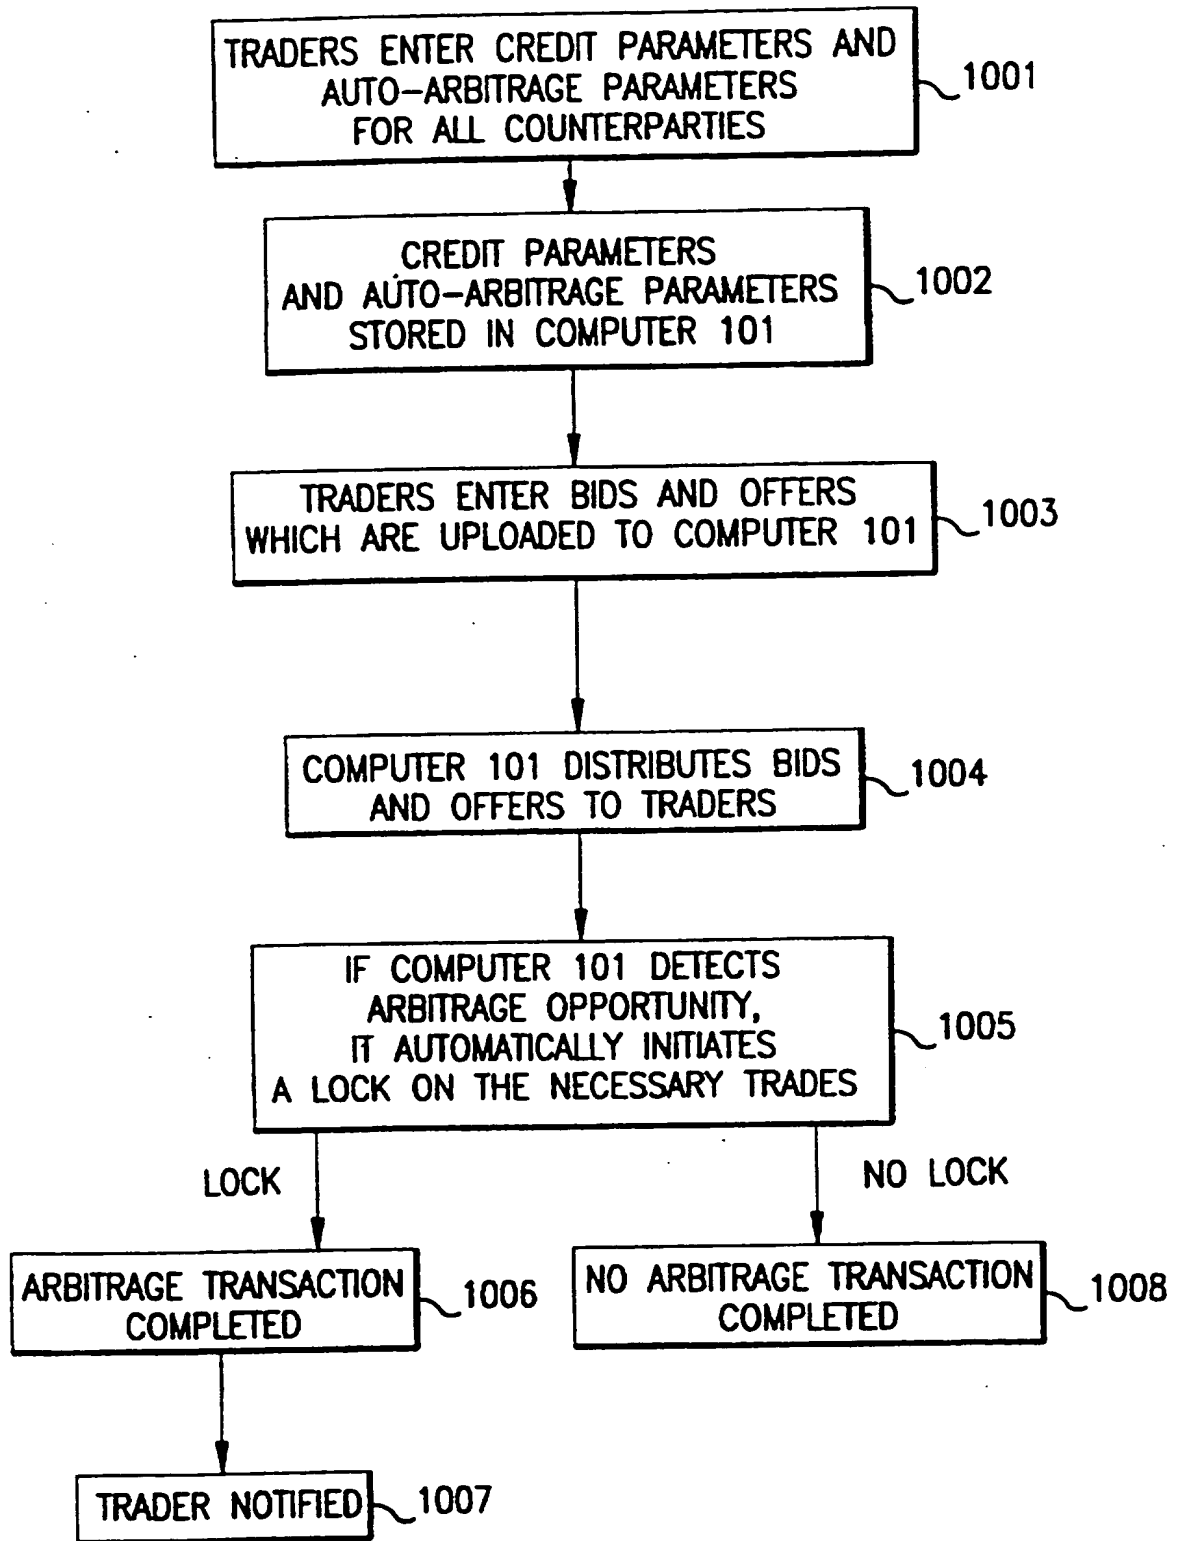 TRADERS ENTER CREDIT PARAMETERS AND
AUTO-ARBITRAGE PARAMETERS
FOR ALL COUNTERPARTIES
1001
CREDIT PARAMETERS
AND AUTO-ARBITRAGE PARAMETERS
STORED IN COMPUTER 101
1002
TRADERS ENTER BIDS AND OFFERS
WHICH ARE UPLOADED TO COMPUTER 101
1003
COMPUTER 101 DISTRIBUTES BIDS
AND OFFERS TO TRADERS
1004
IF COMPUTER 101 DETECTS
ARBITRAGE OPPORTUNITY,
IT AUTOMATICALLY INITIATES
A LOCK ON THE NECESSARY TRADES
1005
LOCK
NO LOCK
ARBITRAGE TRANSACTION
COMPLETED
1006
NO ARBITRAGE TRANSACTION
COMPLETED
1008
TRADER NOTIFIED
1007